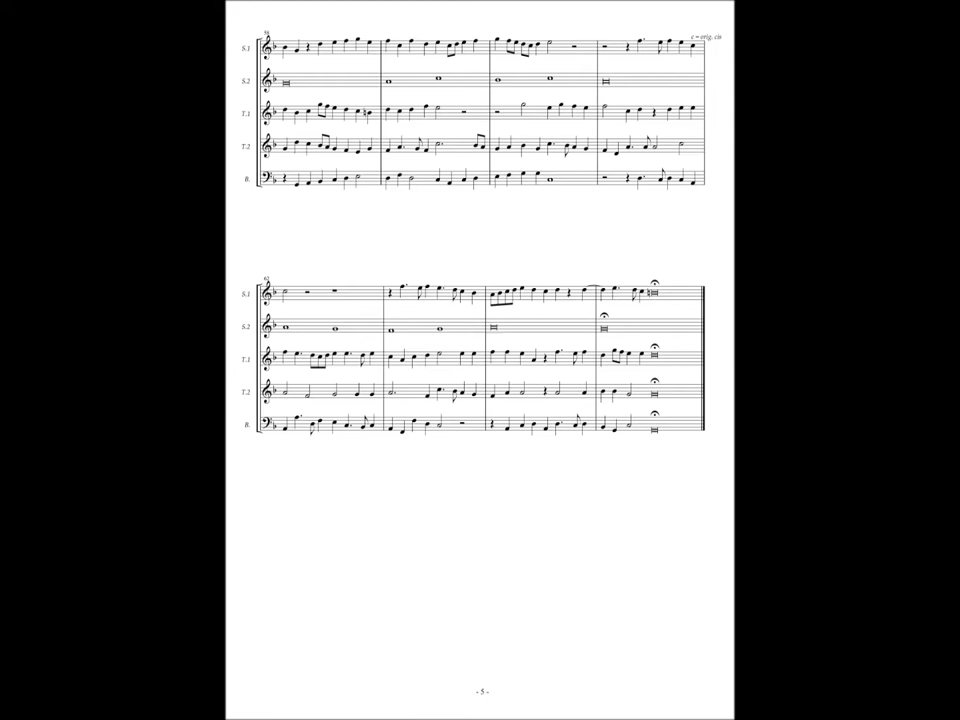 58
c = orig. cis
S.1
S.2
T.1
T.2
B.
62
S.1
S.2
T.1
T.2
B.
- 5 -